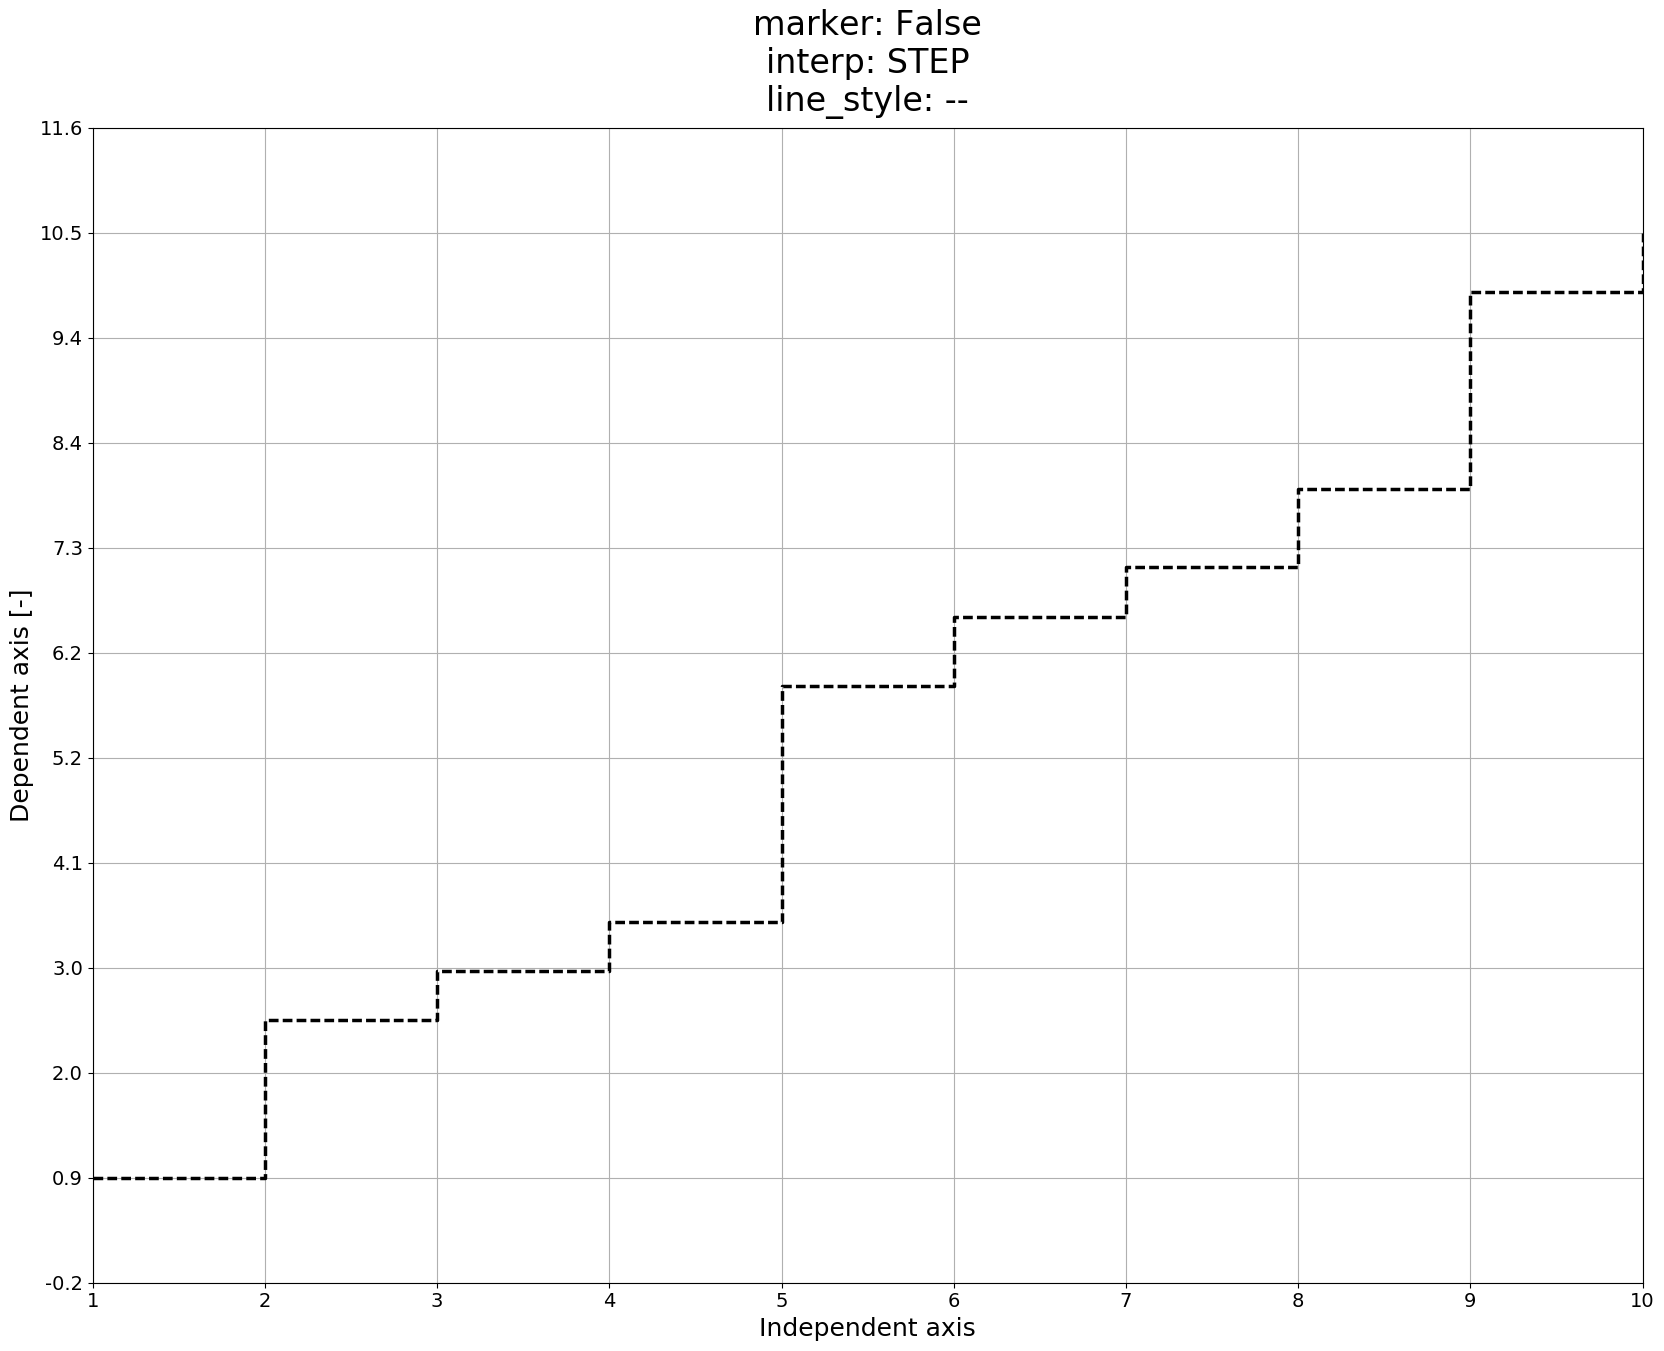 marker: False
interp: STEP
line_style: --
11.6
10.5
9.4
8.4
7.3
6.2
5.2
4.1
3.0
2.0
0.9
-0.2
Dependent axis [-]
1 2 3 4 5 6 7 8 9 10
Independent axis